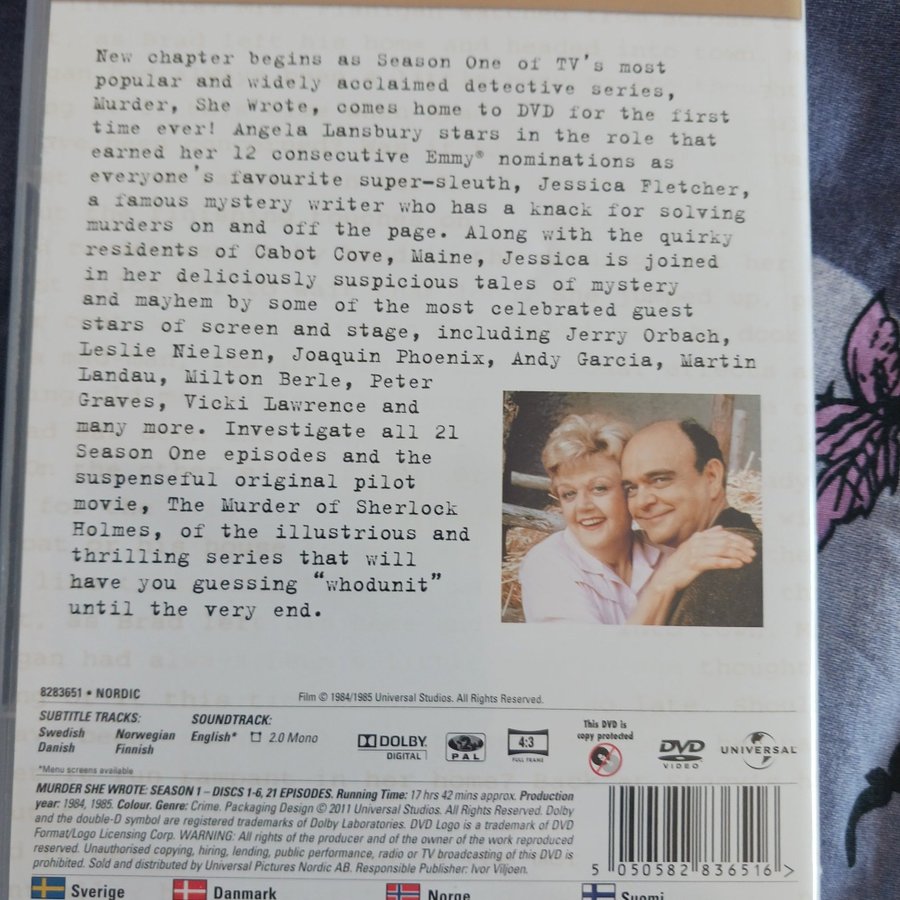 New chapter begins as Season One of TV's most
popular and widely acclaimed detective series,
Murder, She Wrote, comes home to DVD for the first
time ever! Angela Lansbury stars in the role that
earned her 12 consecutive Emmy® nominations as
everyone's favourite super-sleuth, Jessica Fletcher,
a famous mystery writer who has a knack for solving
murders on and off the page. Along with the quirky
residents of Cabot Cove, Maine, Jessica is joined
in her deliciously suspicious tales of mystery
and mayhem by some of the most celebrated guest
stars of screen and stage, including Jerry Orbach,
Leslie Nielsen, Joaquin Phoenix, Andy Garcia, Martin
Landau, Milton Berle, Peter
Graves, Vicki Lawrence and
many more. Investigate all 21
Season One episodes and the
suspenseful original pilot
movie, The Murder of Sherlock
Holmes, of the illustrious and
thrilling series that will
have you guessing "whodunit"
until the very end.
8283651 • NORDIC
Film © 1984/1985 Universal Studios. All Rights Reserved.
SUBTITLE TRACKS:
Swedish Norwegian
Danish Finnish
SOUNDTRACK:
English* 2.0 Mono
*Menu screens available
DOLBY
DIGITAL
PAL
4:3
FULL FRAME
This DVD is
copy protected
DVD
VIDEO
UNIVERSAL
MURDER SHE WROTE: SEASON 1 – DISCS 1-6, 21 EPISODES. Running Time: 17 hrs 42 mins approx. Production
year: 1984, 1985. Colour. Genre: Crime. Packaging Design © 2011 Universal Studios. All Rights Reserved. Dolby
and the double-D symbol are registered trademarks of Dolby Laboratories. DVD Logo is a trademark of DVD
Format/Logo Licensing Corp. WARNING: All rights of the producer and of the owner of the work reproduced
reserved. Unauthorised copying, hiring, lending, public performance, radio or TV broadcasting of this DVD is
prohibited. Sold and distributed by Universal Pictures Nordic AB. Responsible Publisher: Ivor Viljoen.
5 050582 836516 >
Sverige Danmark Norge Suomi